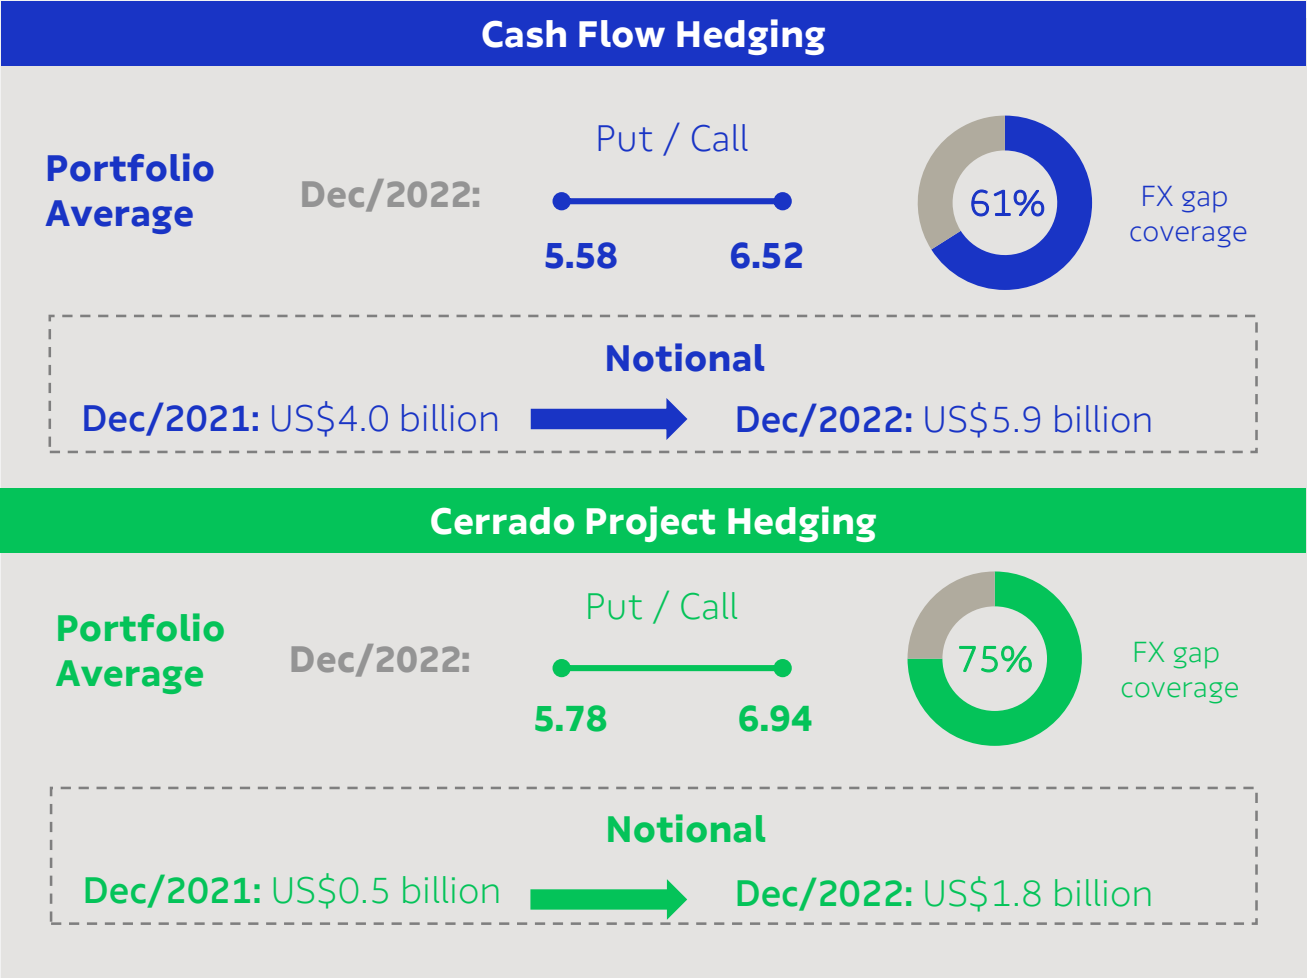 Cash Flow Hedging
Portfolio
Average
Dec/2022:
Put / Call
5.58
6.52
61%
FX gap
coverage
Notional
Dec/2021: US$4.0 billion
Dec/2022: US$5.9 billion
Cerrado Project Hedging
Portfolio
Average
Dec/2022:
Put / Call
5.78
6.94
75%
FX gap
coverage
Notional
Dec/2021: US$0.5 billion
Dec/2022: US$1.8 billion